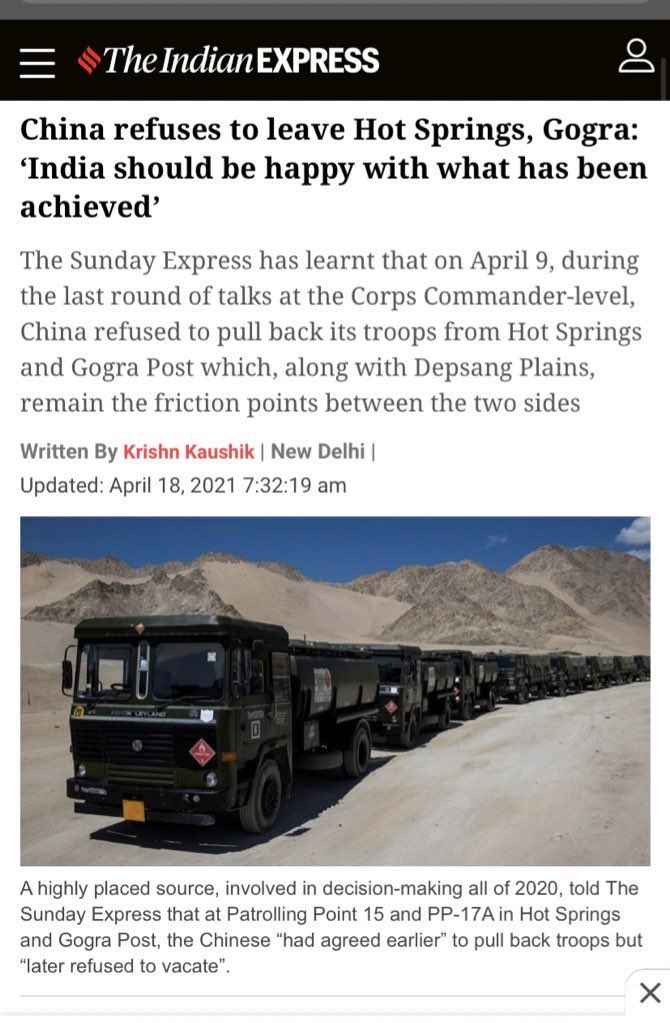 The Indian EXPRESS
China refuses to leave Hot Springs, Gogra:
‘India should be happy with what has been
achieved’
The Sunday Express has learnt that on April 9, during
the last round of talks at the Corps Commander-level,
China refused to pull back its troops from Hot Springs
and Gogra Post which, along with Depsang Plains,
remain the friction points between the two sides
Written By Krishn Kaushik | New Delhi |
Updated: April 18, 2021 7:32:19 am
ASHOK LEYLAND
A highly placed source, involved in decision-making all of 2020, told The
Sunday Express that at Patrolling Point 15 and PP-17A in Hot Springs
and Gogra Post, the Chinese “had agreed earlier” to pull back troops but
“later refused to vacate”.